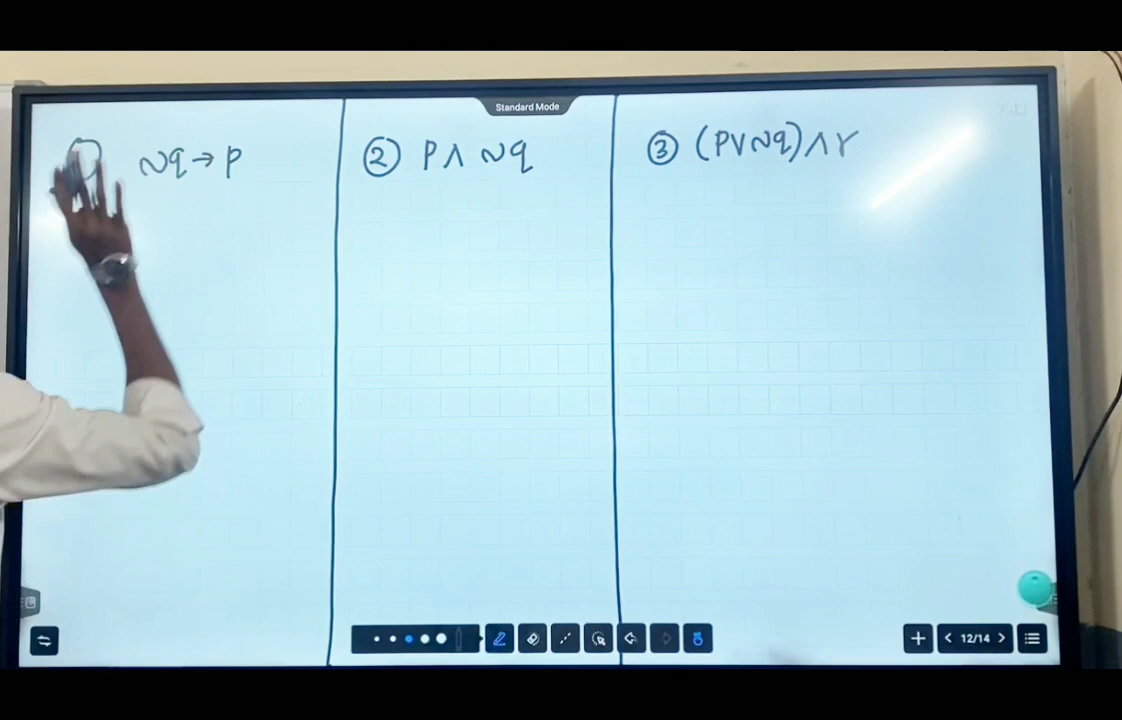 Standard Mode
~q → p
② P ∧ ~q
③ (P∨~q)∧r
12/14